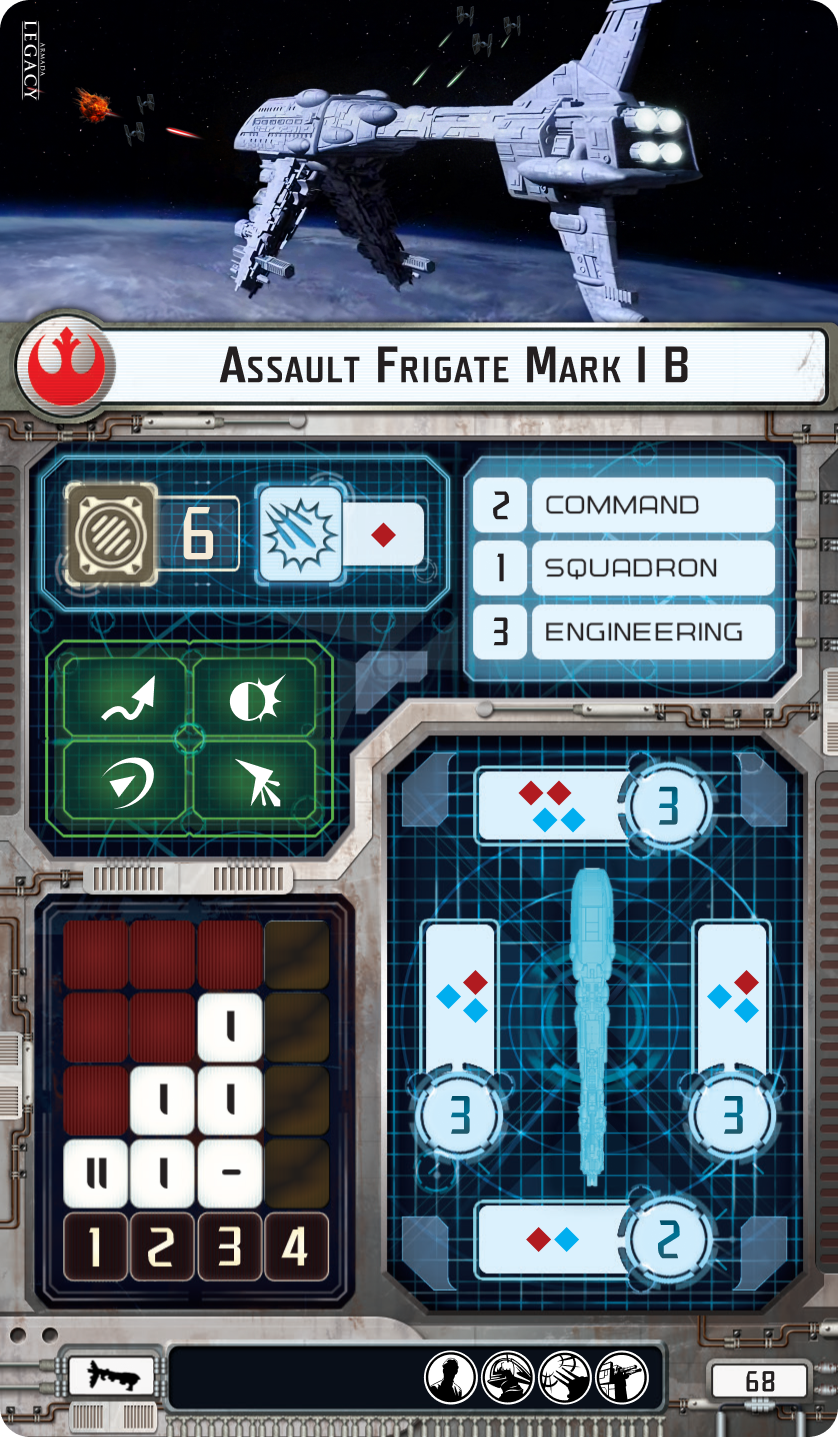 ARMADA
LEGACY
ASSAULT FRIGATE MARK I B
6
2 COMMAND
1 SQUADRON
3 ENGINEERING
3
3 3
2
I
I I
II I -
1 2 3 4
68